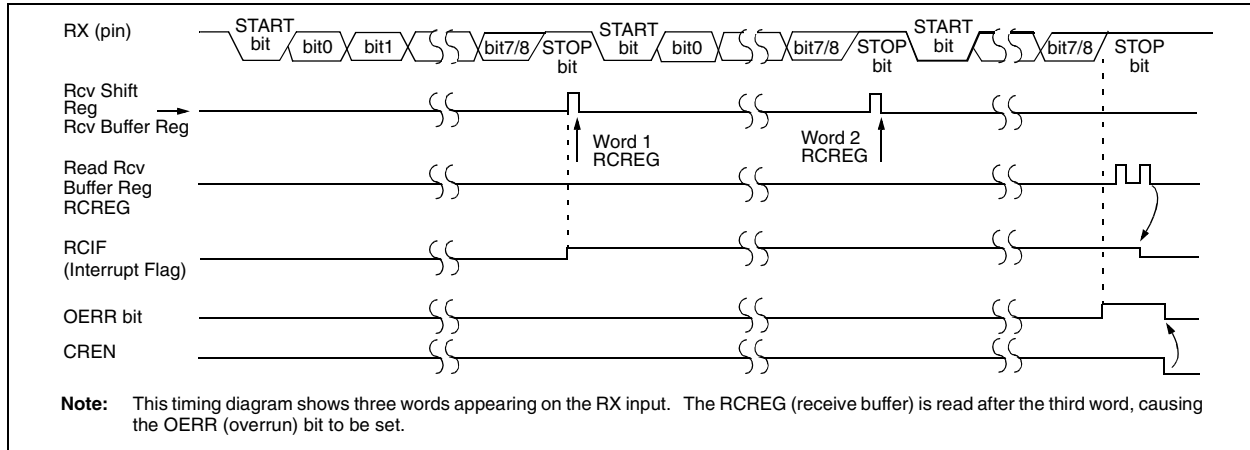 RX (pin)
START
bit
bit0
bit1
bit7/8
STOP
bit
START
bit
bit0
bit7/8
STOP
bit
START
bit
bit7/8
STOP
bit
Rcv Shift
Reg
Rcv Buffer Reg
Word 1
RCREG
Word 2
RCREG
Read Rcv
Buffer Reg
RCREG
RCIF
(Interrupt Flag)
OERR bit
CREN
Note: This timing diagram shows three words appearing on the RX input. The RCREG (receive buffer) is read after the third word, causing
the OERR (overrun) bit to be set.